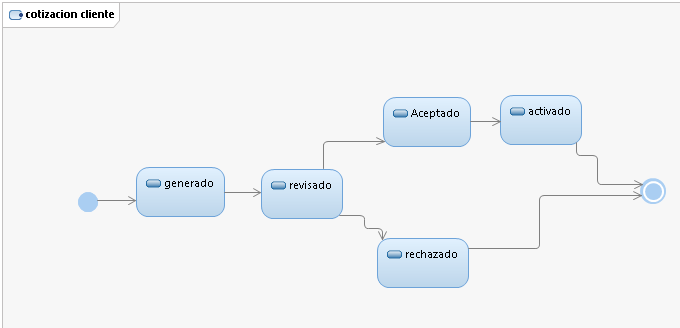 cotizacion cliente
Aceptado
activado
generado
revisado
rechazado